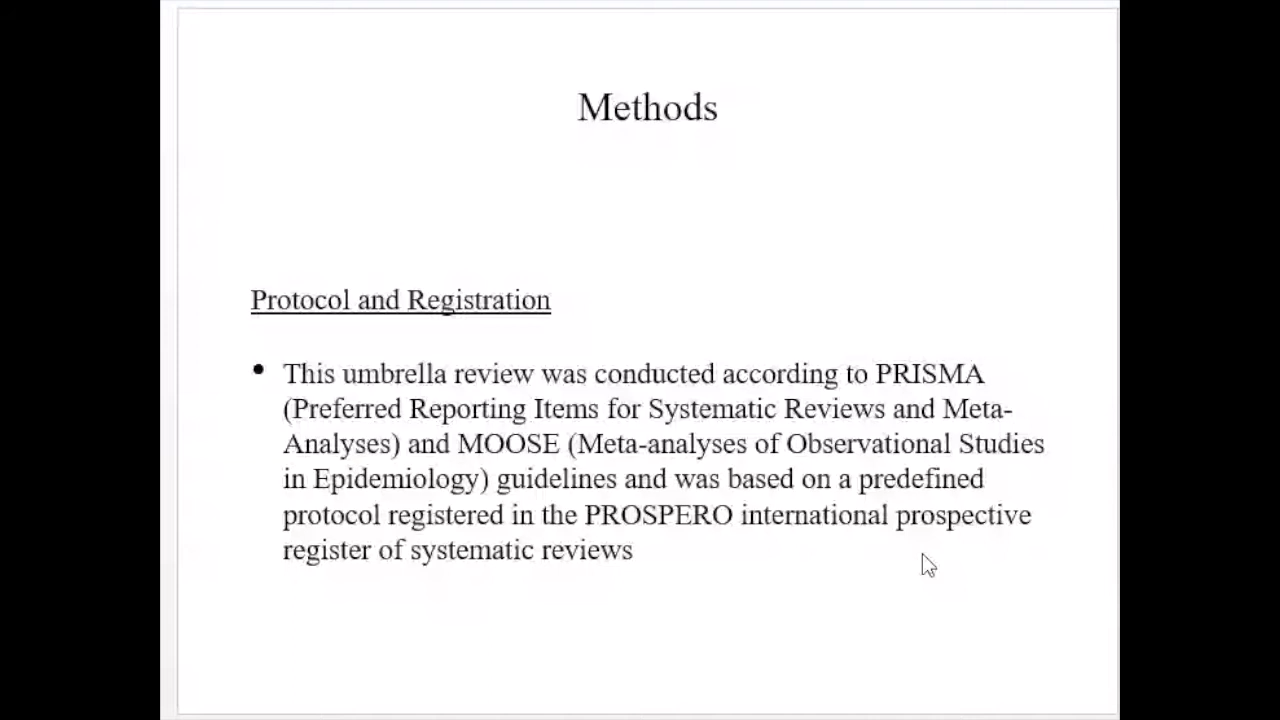 Methods
Protocol and Registration
• This umbrella review was conducted according to PRISMA
(Preferred Reporting Items for Systematic Reviews and Meta-
Analyses) and MOOSE (Meta-analyses of Observational Studies
in Epidemiology) guidelines and was based on a predefined
protocol registered in the PROSPERO international prospective
register of systematic reviews